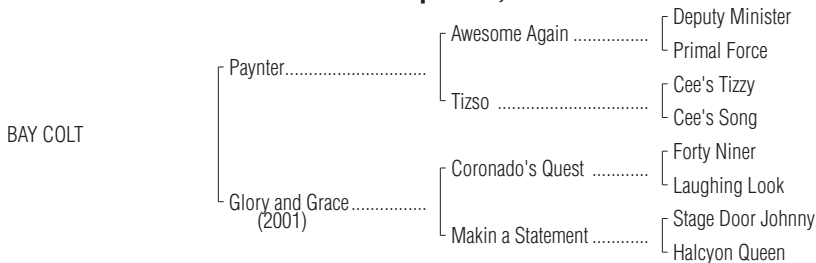 Deputy Minister
Awesome Again ................
Primal Force
Paynter..............................
Cee's Tizzy
Tizso ................................
Cee's Song
BAY COLT
Forty Niner
Coronado's Quest ............
Laughing Look
Glory and Grace................
(2001)
Stage Door Johnny
Makin a Statement ............
Halcyon Queen